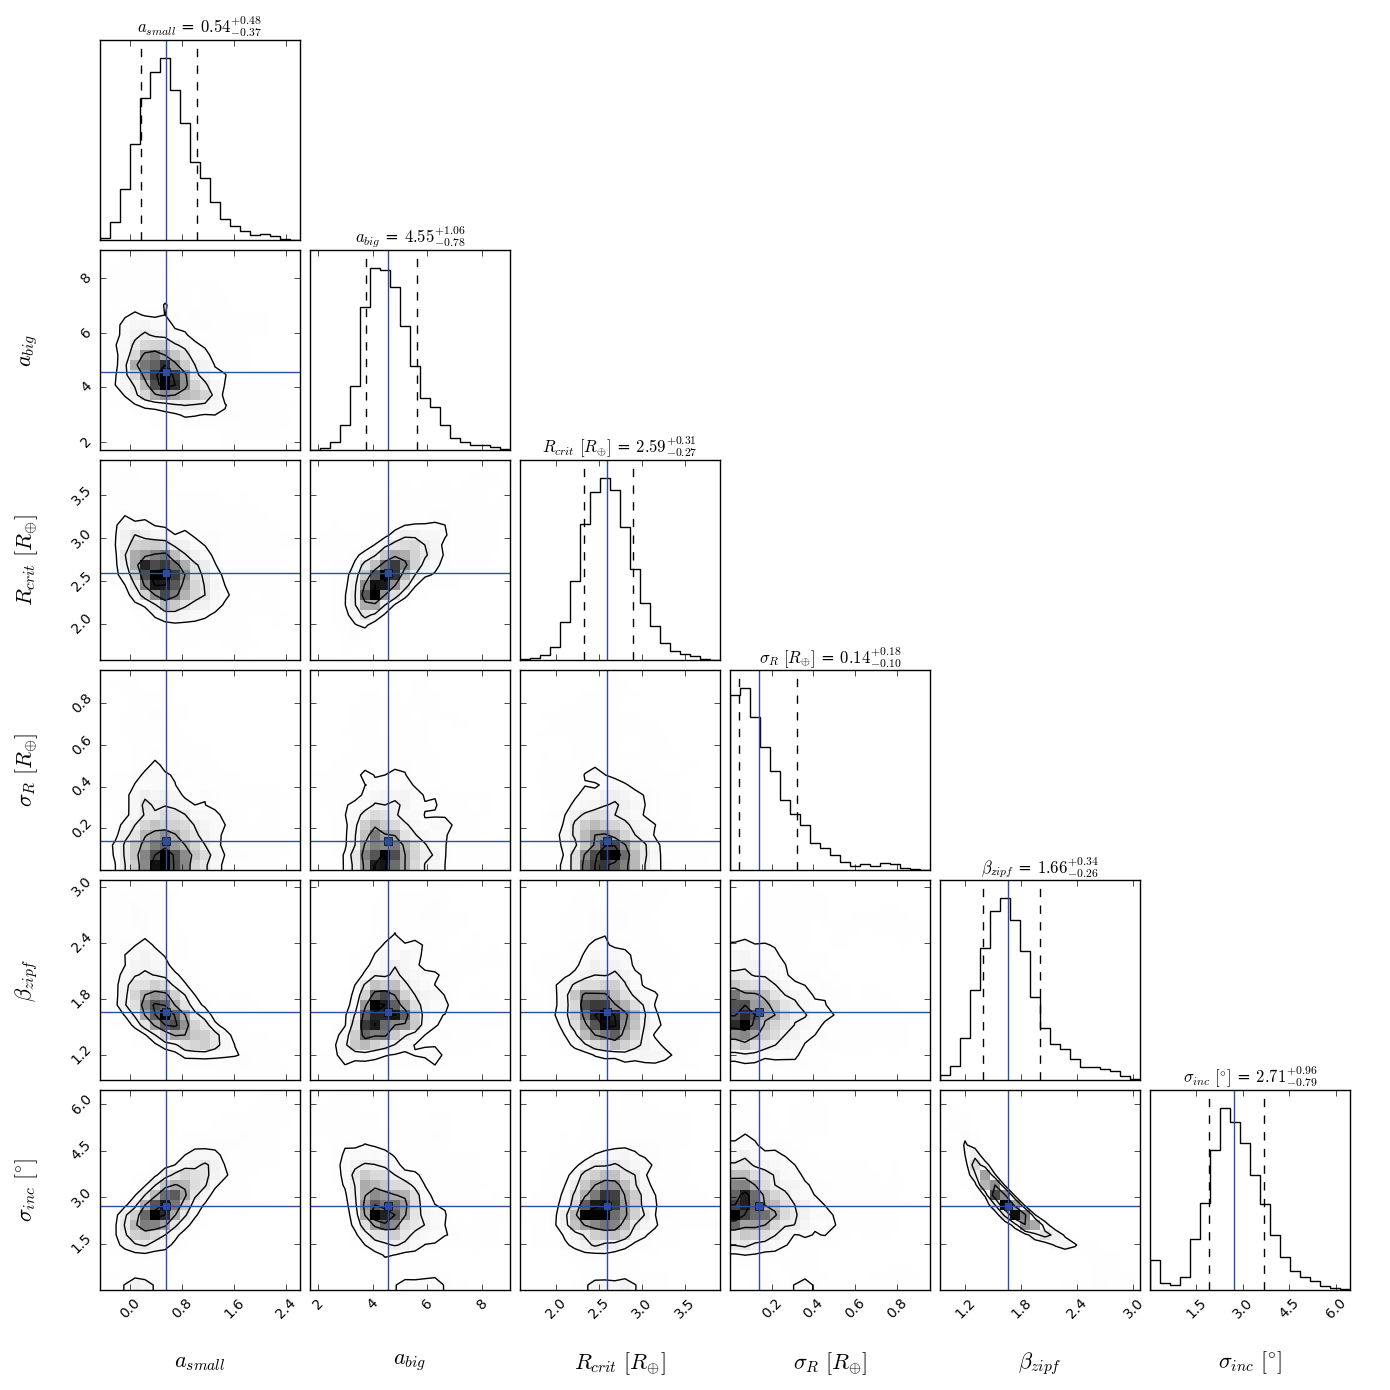 a_small = 0.54^{+0.48}_{-0.37}
a_big = 4.55^{+1.06}_{-0.78}
8
6
4
2
a_big
R_crit [R_⊕] = 2.59^{+0.31}_{-0.27}
3.5
3.0
2.5
2.0
R_crit [R_⊕]
σ_R [R_⊕] = 0.14^{+0.18}_{-0.10}
0.8
0.6
0.4
0.2
σ_R [R_⊕]
β_zipf = 1.66^{+0.34}_{-0.26}
3.0
2.4
1.8
1.2
β_zipf
σ_inc [°] = 2.71^{+0.96}_{-0.79}
6.0
4.5
3.0
1.5
σ_inc [°]
0.0 0.8 1.6 2.4 2 4 6 8 2.0 2.5 3.0 3.5 0.2 0.4 0.6 0.8 1.2 1.8 2.4 3.0 1.5 3.0 4.5 6.0
a_small a_big R_crit [R_⊕] σ_R [R_⊕] β_zipf σ_inc [°]